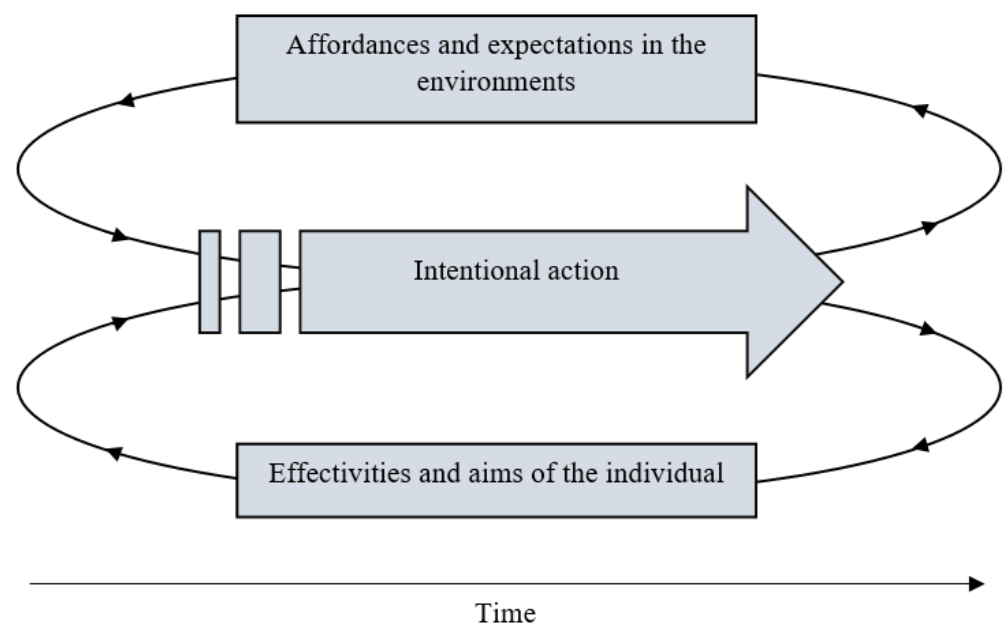 Affordances and expectations in the
environments
Intentional action
Effectivities and aims of the individual
Time